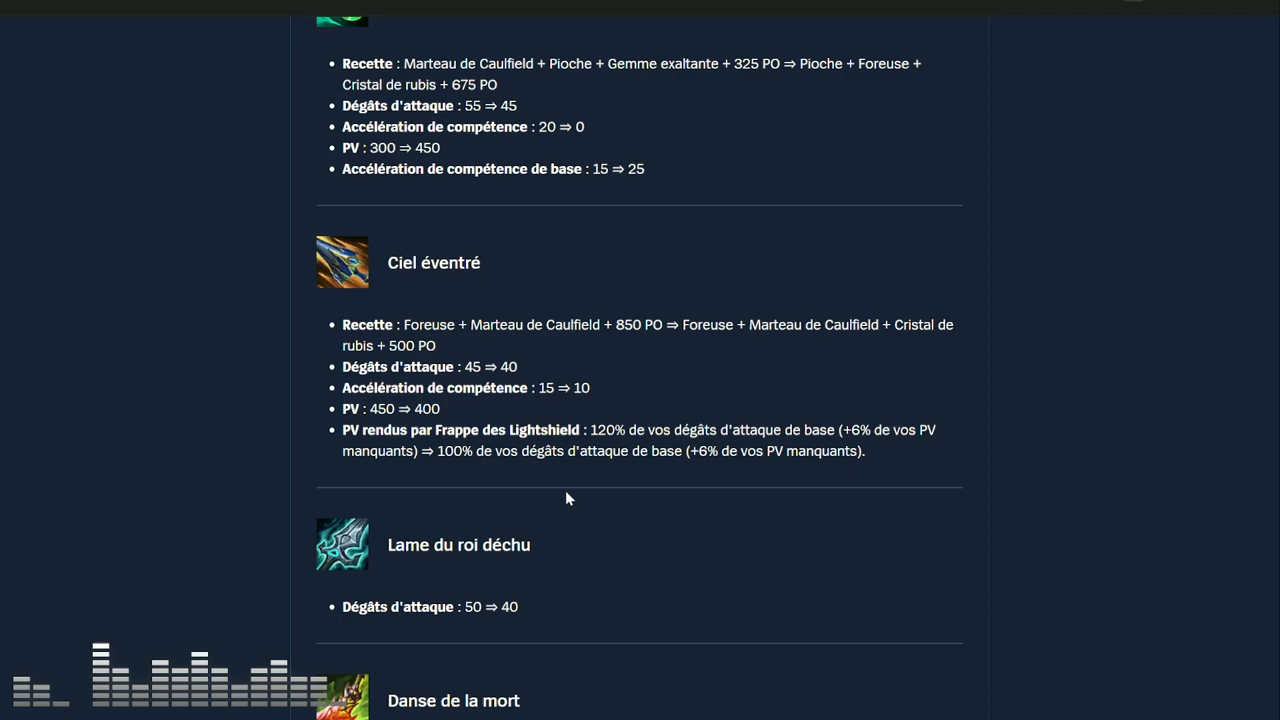 Recette : Marteau de Caulfield + Pioche + Gemme exaltante + 325 PO ⇒ Pioche + Foreuse +
Cristal de rubis + 675 PO
Dégâts d'attaque : 55 ⇒ 45
Accélération de compétence : 20 ⇒ 0
PV : 300 ⇒ 450
Accélération de compétence de base : 15 ⇒ 25
Ciel éventré
Recette : Foreuse + Marteau de Caulfield + 850 PO ⇒ Foreuse + Marteau de Caulfield + Cristal de
rubis + 500 PO
Dégâts d'attaque : 45 ⇒ 40
Accélération de compétence : 15 ⇒ 10
PV : 450 ⇒ 400
PV rendus par Frappe des Lightshield : 120% de vos dégâts d'attaque de base (+6% de vos PV
manquants) ⇒ 100% de vos dégâts d'attaque de base (+6% de vos PV manquants).
Lame du roi déchu
Dégâts d'attaque : 50 ⇒ 40
Danse de la mort